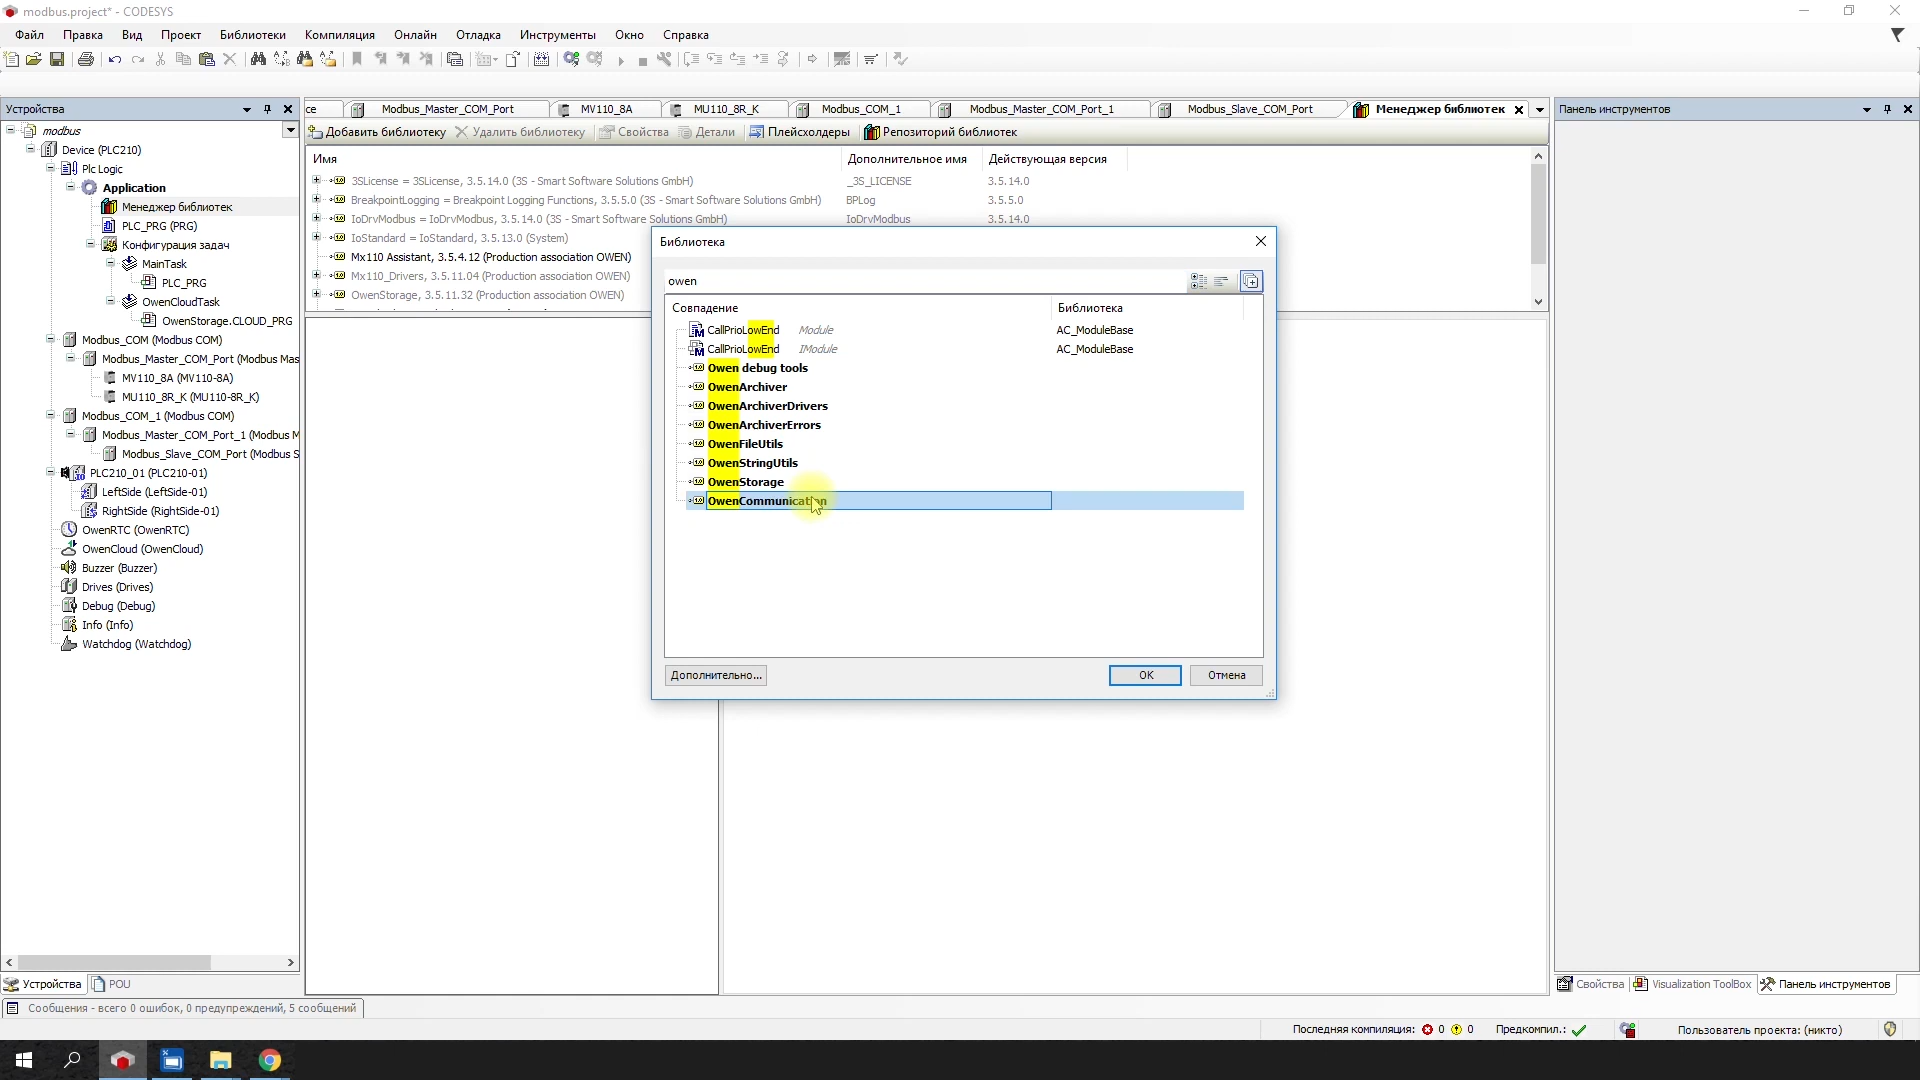 modbus.project* - CODESYS
Файл Правка Вид Проект Библиотеки Компиляция Онлайн Отладка Инструменты Окно Справка
Устройства
modbus
Device (PLC210)
Plc Logic
Application
Менеджер библиотек
PLC_PRG (PRG)
Конфигурация задач
MainTask
PLC_PRG
OwenCloudTask
OwenStorage.CLOUD_PRG
Modbus_COM (Modbus COM)
Modbus_Master_COM_Port (Modbus Mas
MV110_8A (MV110-8A)
MU110_8R_K (MU110-8R_K)
Modbus_COM_1 (Modbus COM)
Modbus_Master_COM_Port_1 (Modbus M
Modbus_Slave_COM_Port (Modbus S
PLC210_01 (PLC210-01)
LeftSide (LeftSide-01)
RightSide (RightSide-01)
OwenRTC (OwenRTC)
OwenCloud (OwenCloud)
Buzzer (Buzzer)
Drives (Drives)
Debug (Debug)
Info (Info)
Watchdog (Watchdog)
Устройства POU
ce Modbus_Master_COM_Port MV110_8A MU110_8R_K Modbus_COM_1 Modbus_Master_COM_Port_1 Modbus_Slave_COM_Port Менеджер библиотек
Добавить библиотеку Удалить библиотеку Свойства Детали Плейсхолдеры Репозиторий библиотек
Имя Дополнительное имя Действующая версия
3SLicense = 3SLicense, 3.5.14.0 (3S - Smart Software Solutions GmbH) _3S_LICENSE 3.5.14.0
BreakpointLogging = Breakpoint Logging Functions, 3.5.5.0 (3S - Smart Software Solutions GmbH) BPLog 3.5.5.0
IoDrvModbus = IoDrvModbus, 3.5.14.0 (3S - Smart Software Solutions GmbH) IoDrvModbus 3.5.14.0
IoStandard = IoStandard, 3.5.13.0 (System)
Mx110 Assistant, 3.5.4.12 (Production association OWEN)
Mx110_Drivers, 3.5.11.04 (Production association OWEN)
OwenStorage, 3.5.11.32 (Production association OWEN)
Библиотека
owen
Совпадение Библиотека
CallPrioLowEnd Module AC_ModuleBase
CallPrioLowEnd IModule AC_ModuleBase
Owen debug tools
OwenArchiver
OwenArchiverDrivers
OwenArchiverErrors
OwenFileUtils
OwenStringUtils
OwenStorage
OwenCommunication
Дополнительно... OK Отмена
Панель инструментов
Свойства Visualization ToolBox Панель инструментов
Сообщения - всего 0 ошибок, 0 предупреждений, 5 сообщений
Последняя компиляция: 0 0 Предкомпил.: Пользователь проекта: (никто)